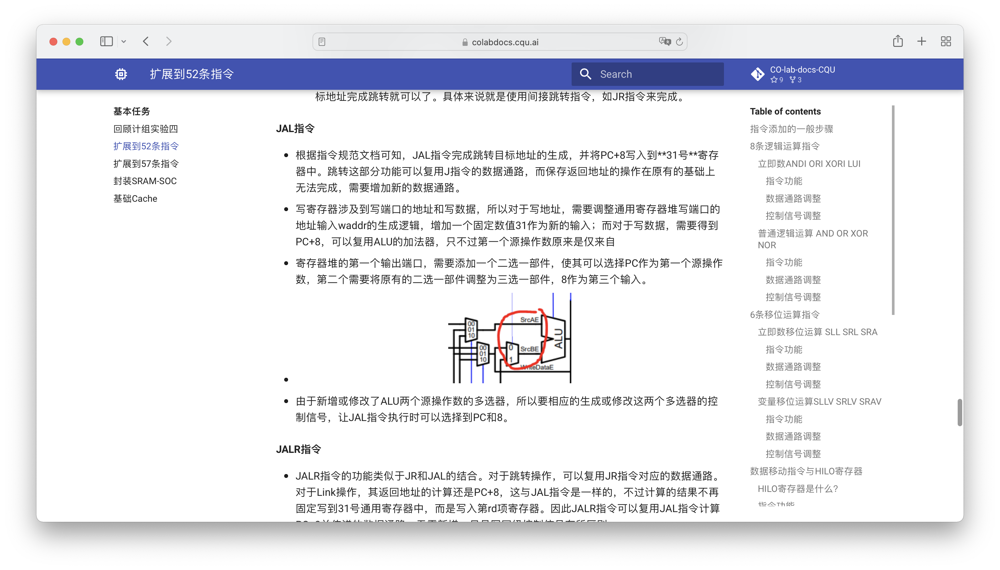 colabdocs.cqu.ai
扩展到52条指令
Search
CO-lab-docs-CQU
9 3
基本任务
回顾计组实验四
扩展到52条指令
扩展到57条指令
封装SRAM-SOC
基础Cache
标地址完成跳转就可以了。具体来说就是使用间接跳转指令，如JR指令来完成。
JAL指令
根据指令规范文档可知，JAL指令完成跳转目标地址的生成，并将PC+8写入到**31号**寄存
器中。跳转这部分功能可以复用J指令的数据通路，而保存返回地址的操作在原有的基础上
无法完成，需要增加新的数据通路。
写寄存器涉及到写端口的地址和写数据，所以对于写地址，需要调整通用寄存器堆写端口的
地址输入waddr的生成逻辑，增加一个固定数值31作为新的输入；而对于写数据，需要得到
PC+8，可以复用ALU的加法器，只不过第一个源操作数原来是仅来自
寄存器堆的第一个输出端口，需要添加一个二选一部件，使其可以选择PC作为第一个源操作
数，第二个需要将原有的二选一部件调整为三选一部件，8作为第三个输入。
00
01
10
00
01
10
0
1
SrcAE
SrcBE
ALU
WriteDataE
由于新增或修改了ALU两个源操作数的多选器，所以要相应的生成或修改这两个多选器的控
制信号，让JAL指令执行时可以选择到PC和8。
JALR指令
JALR指令的功能类似于JR和JAL的结合。对于跳转操作，可以复用JR指令对应的数据通路。
对于Link操作，其返回地址的计算还是PC+8，这与JAL指令是一样的，不过计算的结果不再
固定写到31号通用寄存器中，而是写入第rd项寄存器。因此JALR指令可以复用JAL指令计算
Table of contents
指令添加的一般步骤
8条逻辑运算指令
立即数ANDI ORI XORI LUI
指令功能
数据通路调整
控制信号调整
普通逻辑运算 AND OR XOR
NOR
指令功能
数据通路调整
控制信号调整
6条移位运算指令
立即数移位运算 SLL SRL SRA
指令功能
数据通路调整
控制信号调整
变量移位运算SLLV SRLV SRAV
指令功能
数据通路调整
控制信号调整
数据移动指令与HILO寄存器
HILO寄存器是什么?
指令功能